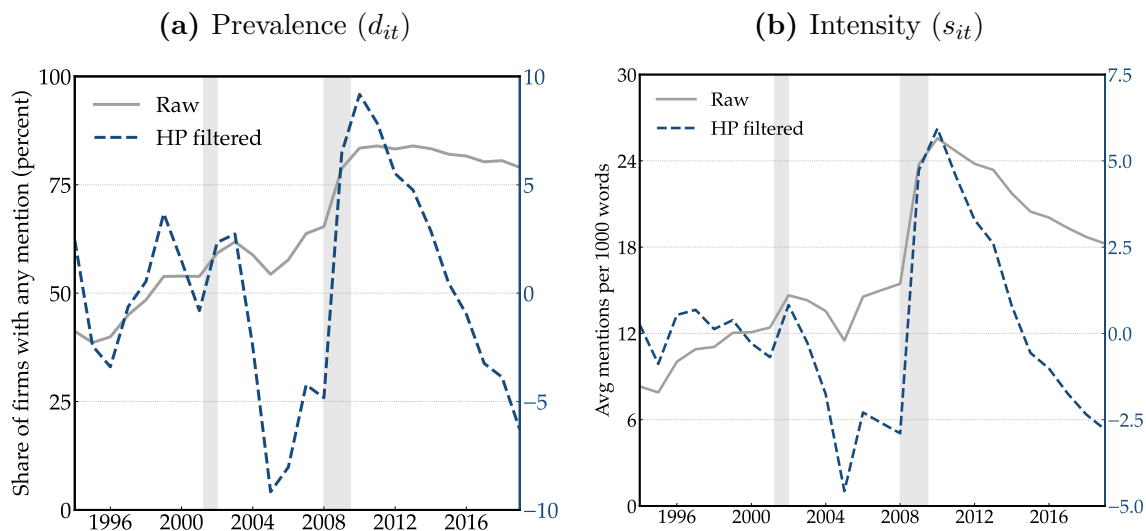 (a) Prevalence (d_it)
Share of firms with any mention (percent)
100
75
50
25
0
Raw
HP filtered
10
5
0
−5
−10
1996 2000 2004 2008 2012 2016
(b) Intensity (s_it)
Avg mentions per 1000 words
30
24
18
12
6
0
Raw
HP filtered
7.5
5.0
2.5
0.0
−2.5
−5.0
1996 2000 2004 2008 2012 2016